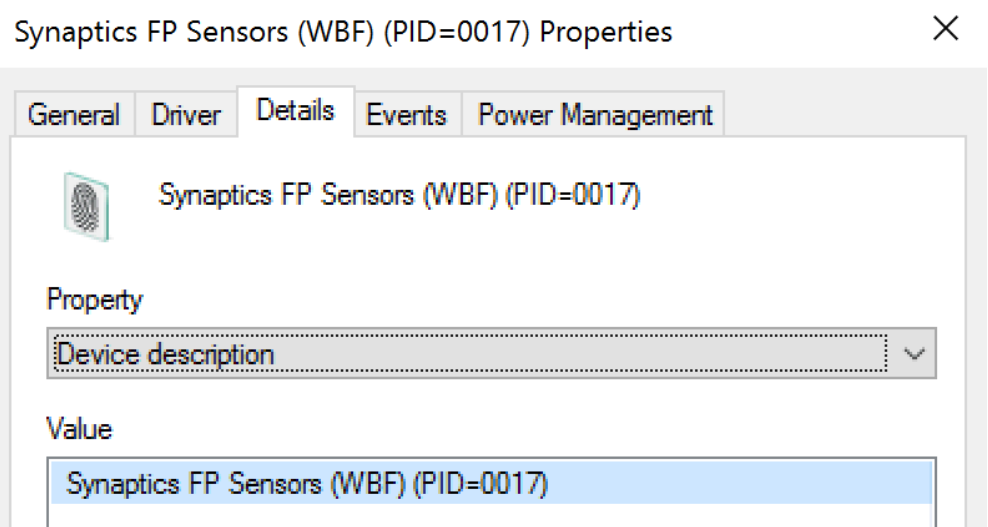 Synaptics FP Sensors (WBF) (PID=0017) Properties
General Driver Details Events Power Management
Synaptics FP Sensors (WBF) (PID=0017)
Property
Device description
Value
Synaptics FP Sensors (WBF) (PID=0017)